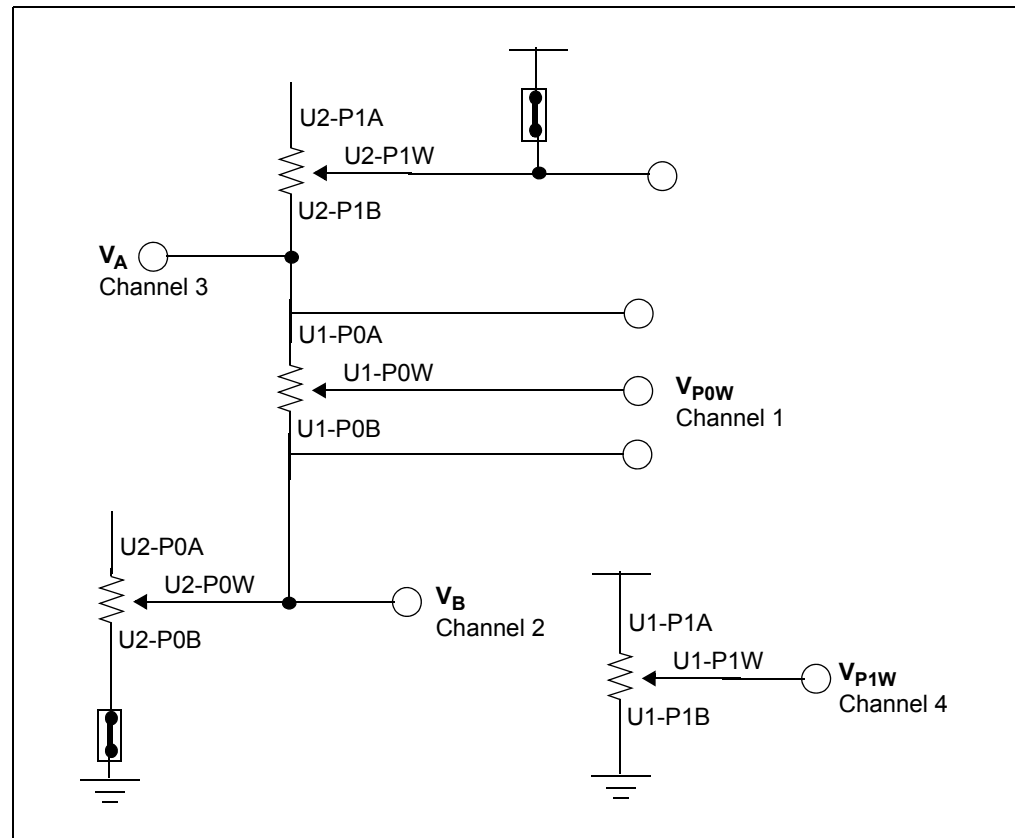 U2-P1A
U2-P1W
U2-P1B
VA
Channel 3
U1-P0A
U1-P0W
VP0W
Channel 1
U1-P0B
U2-P0A
U2-P0W
VB
Channel 2
U2-P0B
U1-P1A
U1-P1W
VP1W
Channel 4
U1-P1B